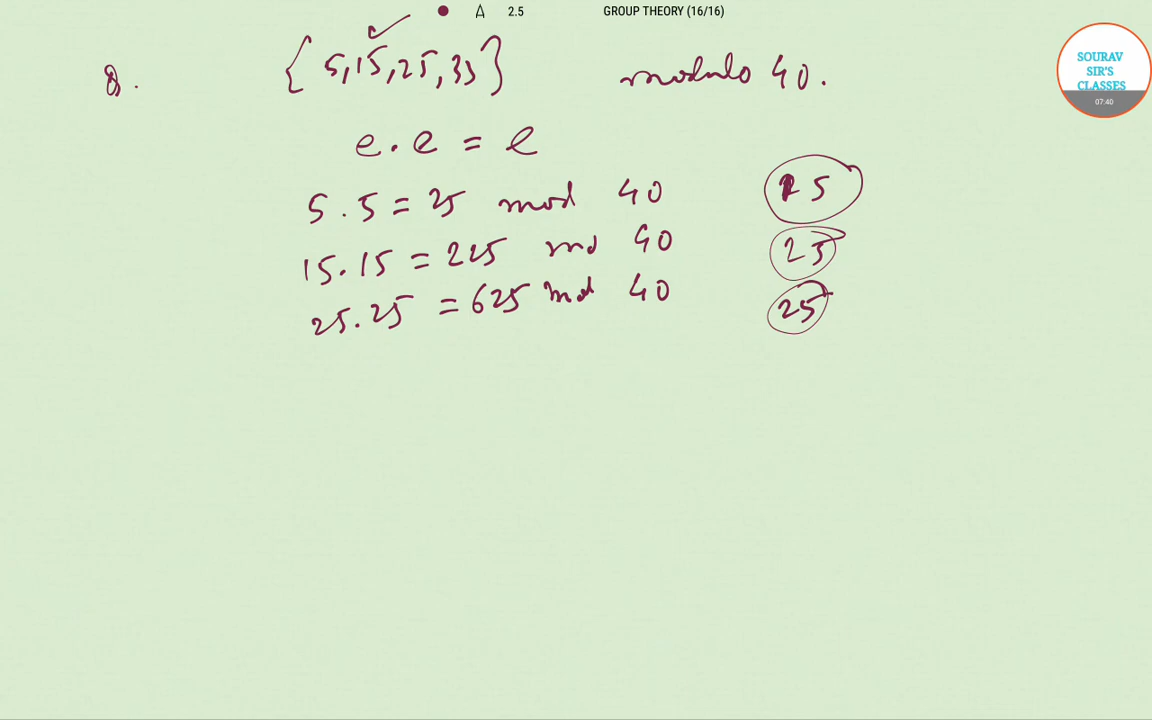 2.5 GROUP THEORY (16/16)
SOURAV
SIR'S
CLASSES
07:40
8. { 5, 15, 25, 35 } modulo 40.
e . e = e
5 . 5 = 25 mod 40 25
15 . 15 = 225 mod 40 25
25 . 25 = 625 mod 40 25